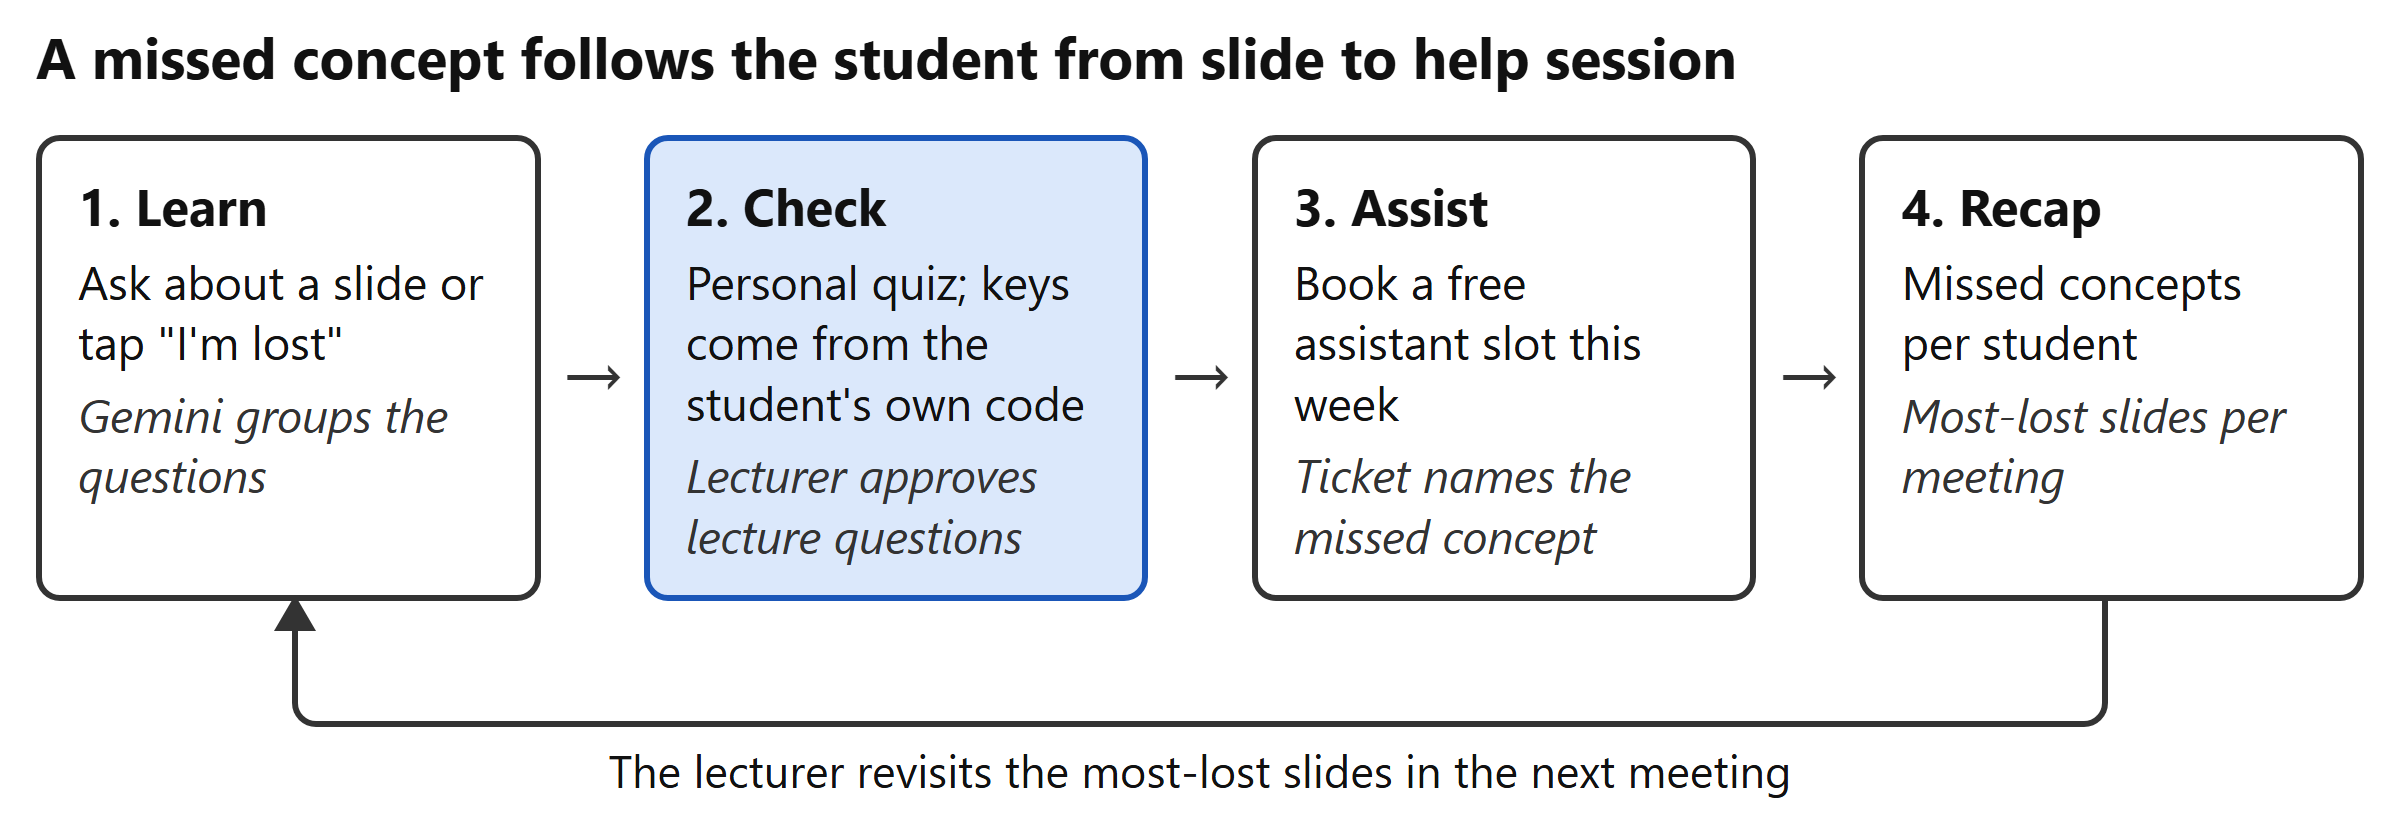 A missed concept follows the student from slide to help session
1. Learn
Ask about a slide or
tap "I'm lost"
Gemini groups the
questions
→
2. Check
Personal quiz; keys
come from the
student's own code
Lecturer approves
lecture questions
→
3. Assist
Book a free
assistant slot this
week
Ticket names the
missed concept
→
4. Recap
Missed concepts
per student
Most-lost slides per
meeting
The lecturer revisits the most-lost slides in the next meeting